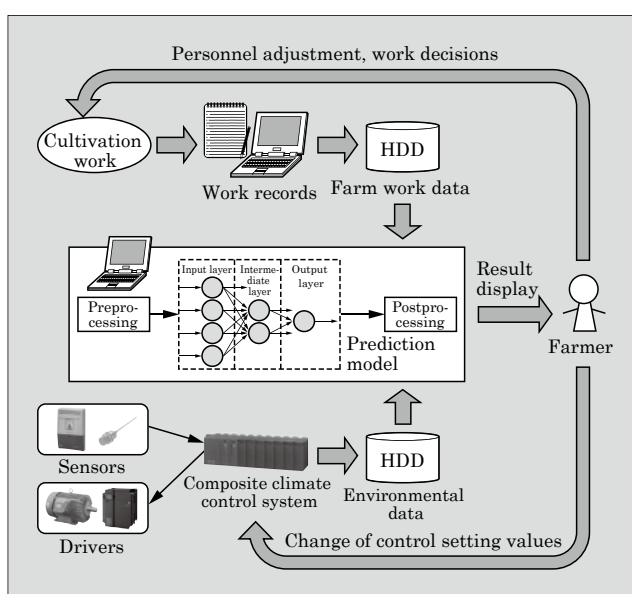 Personnel adjustment, work decisions
Cultivation
work
Work records
HDD
Farm work data
Input layer
Interme-
diate
layer
Output
layer
Prepro-
cessing
Postpro-
cessing
Prediction
model
Result
display
Farmer
Sensors
Drivers
Composite climate
control system
HDD
Environmental
data
Change of control setting values